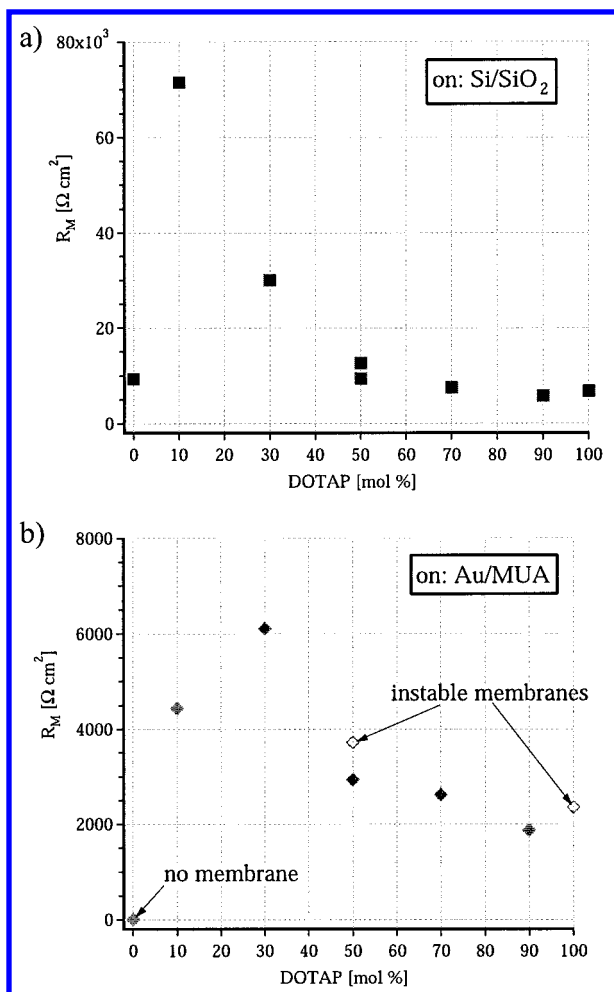 a)
80x10³
60
40
20
0
R_M [Ω cm²]
on: Si/SiO₂
0 10 20 30 40 50 60 70 80 90 100
DOTAP [mol %]
b)
8000
6000
4000
2000
0
R_M [Ω cm²]
on: Au/MUA
instable membranes
no membrane
0 10 20 30 40 50 60 70 80 90 100
DOTAP [mol %]